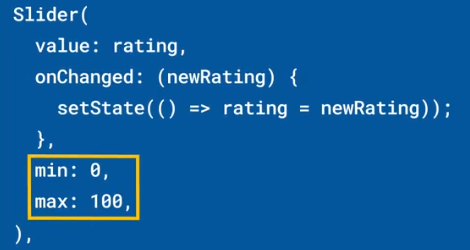 Slider(
  value: rating,
  onChanged: (newRating) {
    setState(() => rating = newRating));
  },
  min: 0,
  max: 100,
),